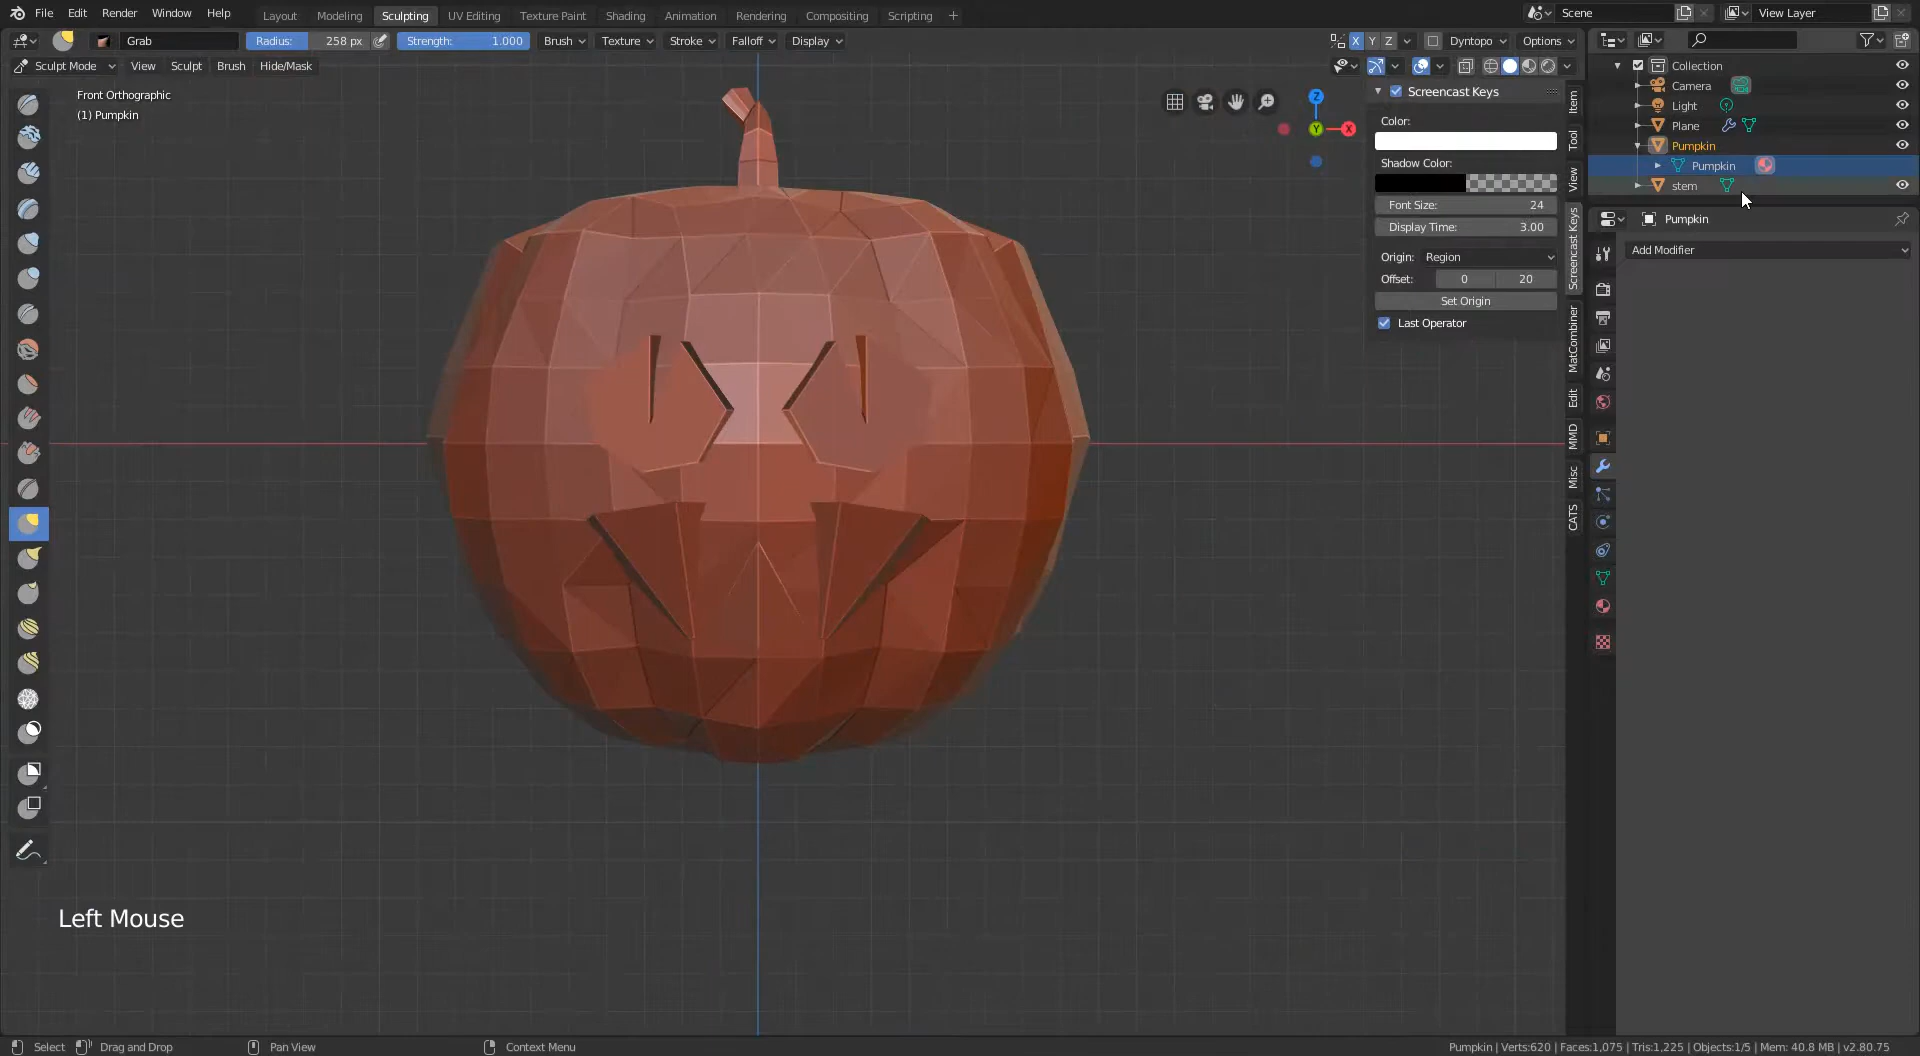 File Edit Render Window Help Layout Modeling Sculpting UV Editing Texture Paint Shading Animation Rendering Compositing Scripting + Scene View Layer
Grab Radius: 258 px Strength: 1.000 Brush Texture Stroke Falloff Display X Y Z Dyntopo Options
Sculpt Mode View Sculpt Brush Hide/Mask
Front Orthographic
(1) Pumpkin
Z
Y
X
Screencast Keys
Color:
Shadow Color:
Font Size: 24
Display Time: 3.00
Origin: Region
Offset: 0 20
Set Origin
Last Operator
Item
Tool
View
Screencast Keys
MatCombiner
Edit
MMD
Misc
CATS
Collection
Camera
Light
Plane
Pumpkin
Pumpkin
stem
Pumpkin
Add Modifier
Left Mouse
Select Drag and Drop Pan View Context Menu Pumpkin | Verts:620 | Faces:1,075 | Tris:1,225 | Objects:1/5 | Mem: 40.8 MB | v2.80.75